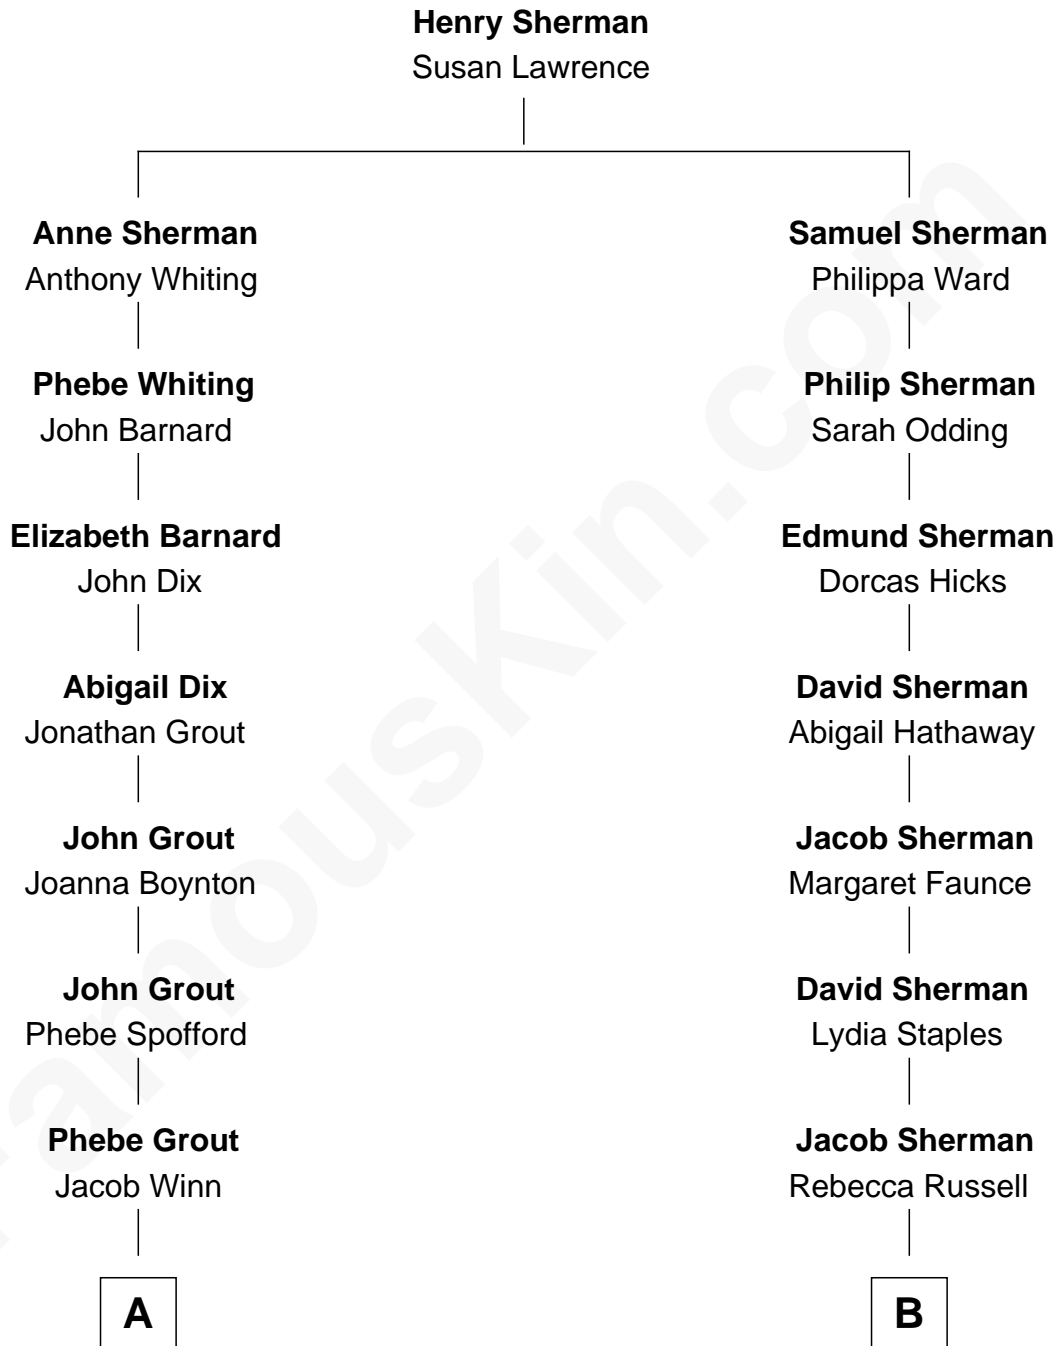 Henry Sherman
Susan Lawrence
Anne Sherman
Anthony Whiting
Samuel Sherman
Philippa Ward
Phebe Whiting
John Barnard
Philip Sherman
Sarah Odding
Elizabeth Barnard
John Dix
Edmund Sherman
Dorcas Hicks
Abigail Dix
Jonathan Grout
David Sherman
Abigail Hathaway
John Grout
Joanna Boynton
Jacob Sherman
Margaret Faunce
John Grout
Phebe Spofford
David Sherman
Lydia Staples
Phebe Grout
Jacob Winn
Jacob Sherman
Rebecca Russell
A
B
FamousKin.com